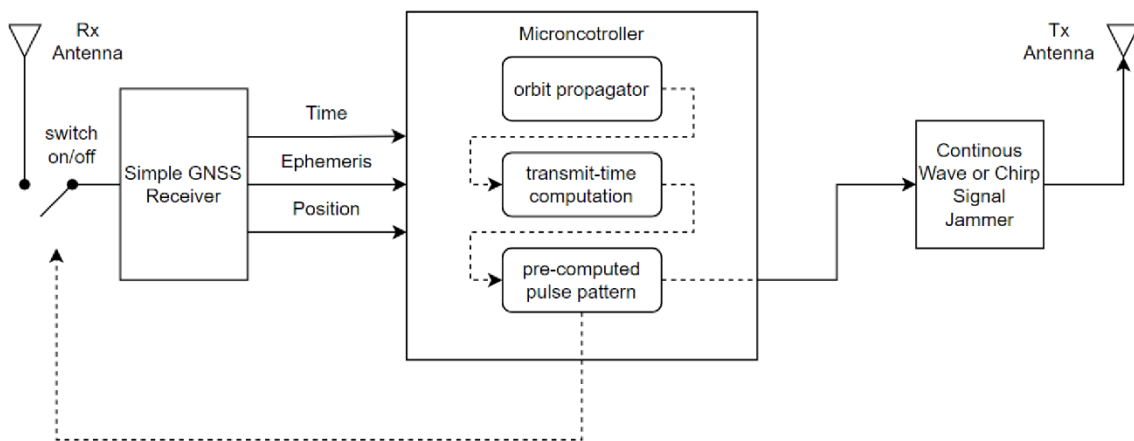 Rx
Antenna
switch
on/off
Simple GNSS
Receiver
Time
Ephemeris
Position
Microncotroller
orbit propagator
transmit-time
computation
pre-computed
pulse pattern
Continous
Wave or Chirp
Signal
Jammer
Tx
Antenna